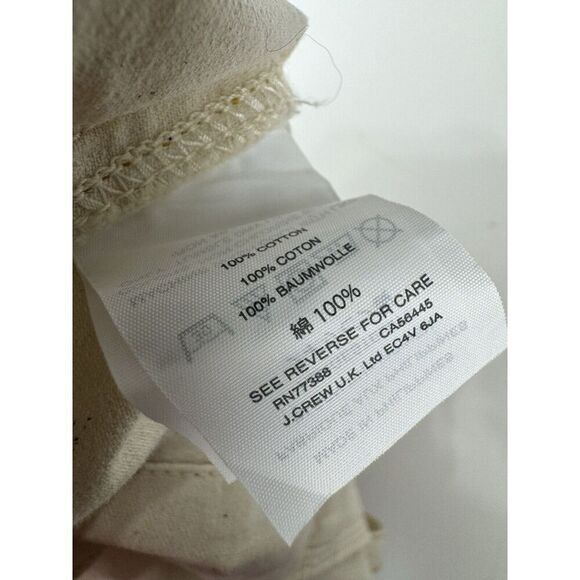 100% COTTON
100% COTON
100% BAUMWOLLE
綿 100%
SEE REVERSE FOR CARE
RN77388 CA56445
J.CREW U.K. Ltd EC4V 6JA